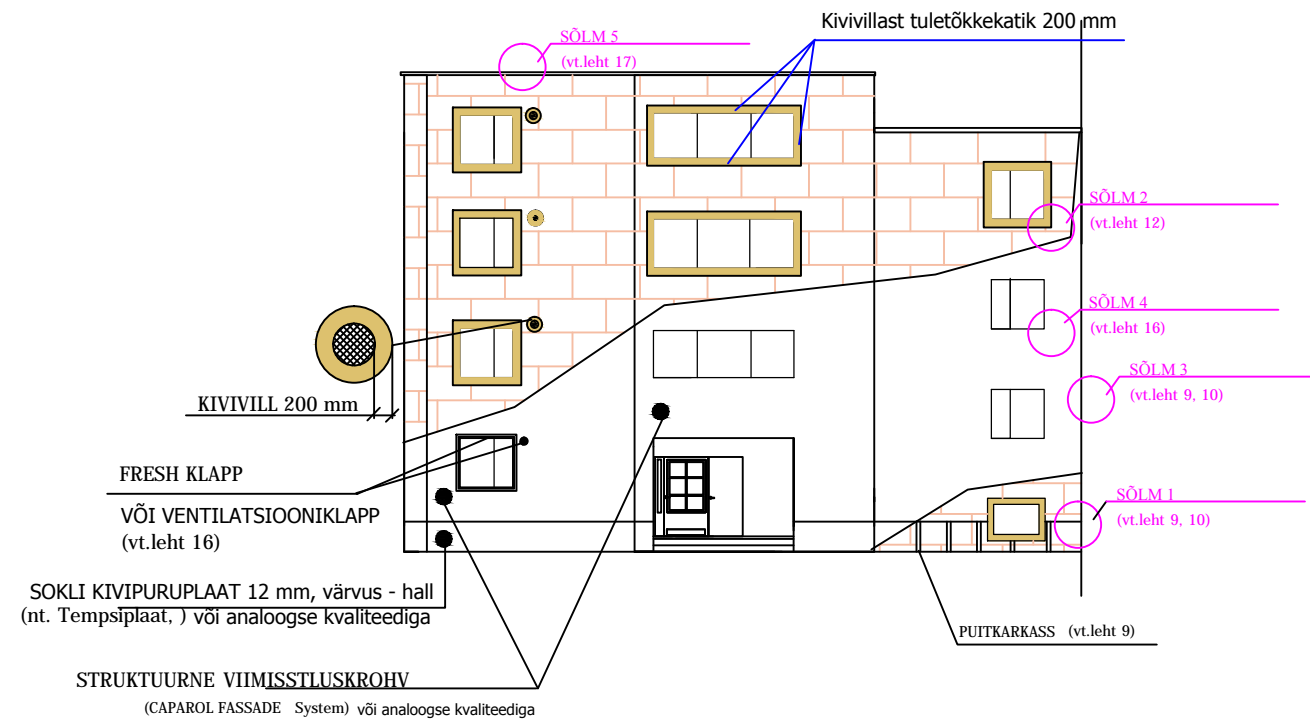 Kivivillast tuletõkkekatik 200 mm
SÕLM 5
(vt.leht 17)
SÕLM 2
(vt.leht 12)
SÕLM 4
(vt.leht 16)
SÕLM 3
(vt.leht 9, 10)
KIVIVILL 200 mm
FRESH KLAPP
VÕI VENTILATSIOONIKLAPP
(vt.leht 16)
SÕLM 1
(vt.leht 9, 10)
SOKLI KIVIPURUPLAAT 12 mm, värvus - hall
(nt. Tempsiplaat, ) või analoogse kvaliteediga
PUITKARKASS (vt.leht 9)
STRUKTUURNE VIIMISSTLUSKROHV
(CAPAROL FASSADE System) või analoogse kvaliteediga